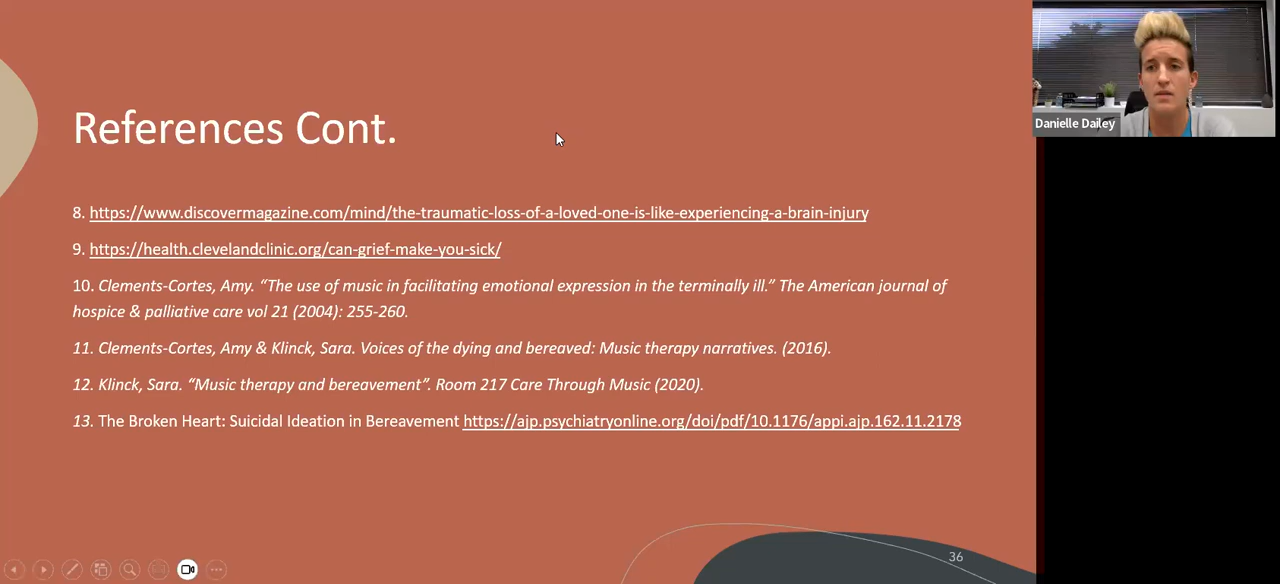 References Cont.
8. https://www.discovermagazine.com/mind/the-traumatic-loss-of-a-loved-one-is-like-experiencing-a-brain-injury
9. https://health.clevelandclinic.org/can-grief-make-you-sick/
10. Clements-Cortes, Amy. “The use of music in facilitating emotional expression in the terminally ill.” The American journal of
hospice & palliative care vol 21 (2004): 255-260.
11. Clements-Cortes, Amy & Klinck, Sara. Voices of the dying and bereaved: Music therapy narratives. (2016).
12. Klinck, Sara. “Music therapy and bereavement”. Room 217 Care Through Music (2020).
13. The Broken Heart: Suicidal Ideation in Bereavement https://ajp.psychiatryonline.org/doi/pdf/10.1176/appi.ajp.162.11.2178
36
Danielle Dailey